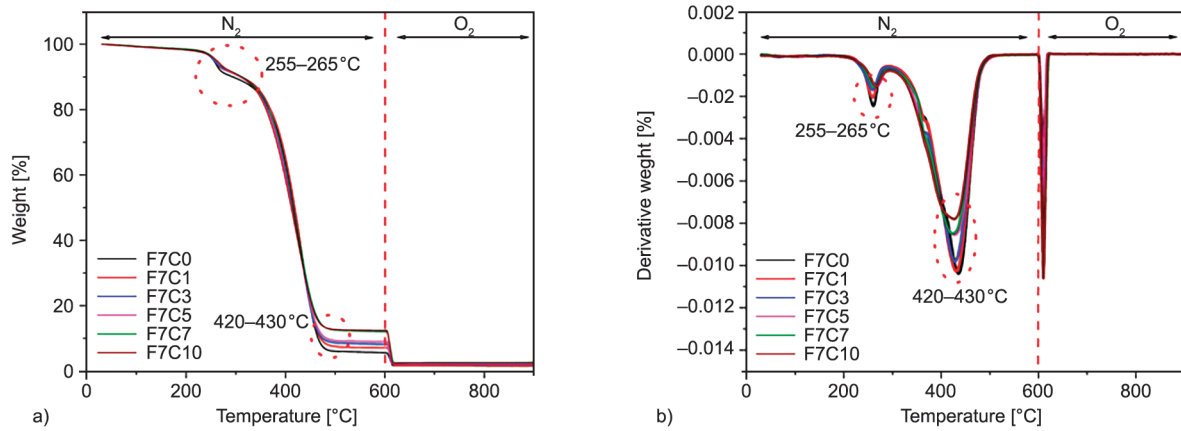 N2
O2
100
80
60
40
20
0
Weight [%]
255–265°C
420–430°C
F7C0
F7C1
F7C3
F7C5
F7C7
F7C10
0
200
400
600
800
Temperature [°C]
a)
0.002
0.000
–0.02
–0.004
–0.006
–0.008
–0.010
–0.012
–0.014
Derivative weght [%]
N2
O2
255–265°C
420–430°C
F7C0
F7C1
F7C3
F7C5
F7C7
F7C10
0
200
400
600
800
Temperature [°C]
b)